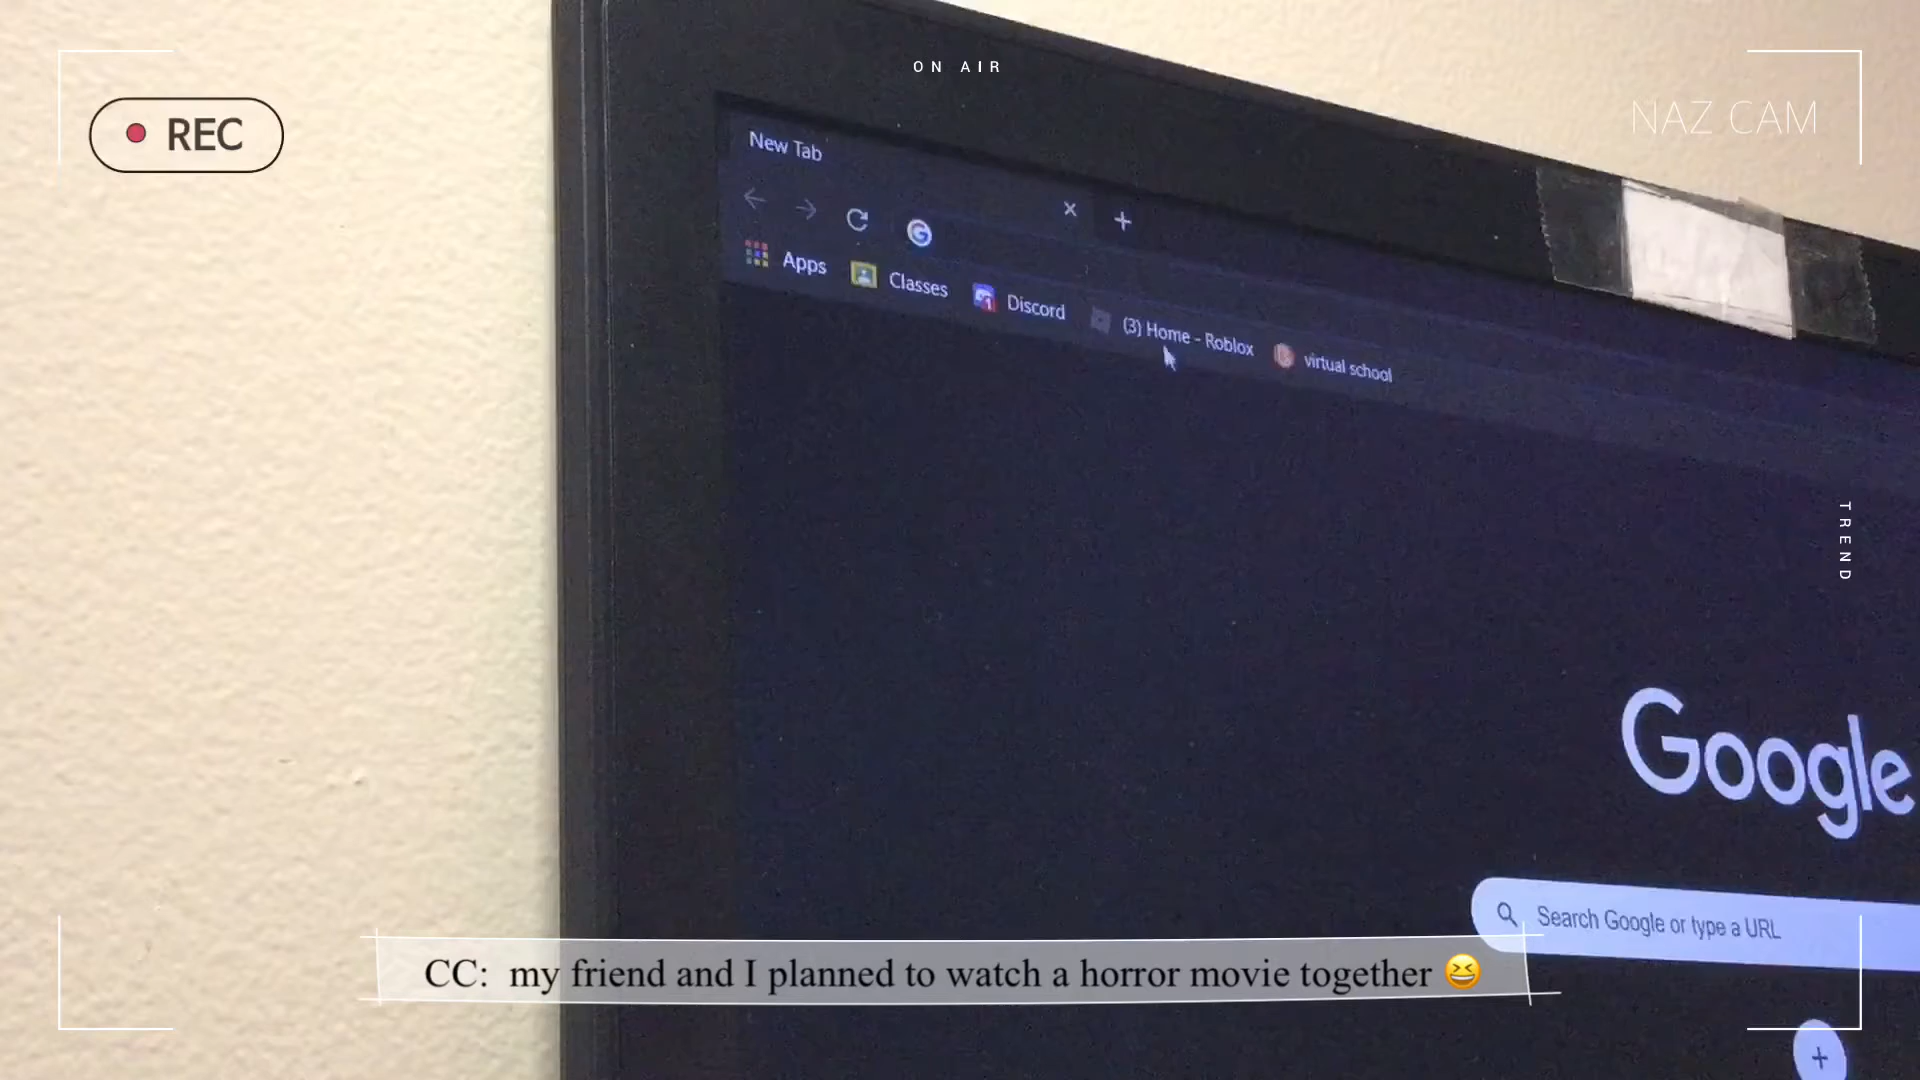 ON AIR
REC
NAZ CAM
New Tab
Apps
Classes
Discord
(3) Home - Roblox
virtual school
TREND
Google
Search Google or type a URL
CC: my friend and I planned to watch a horror movie together 😆